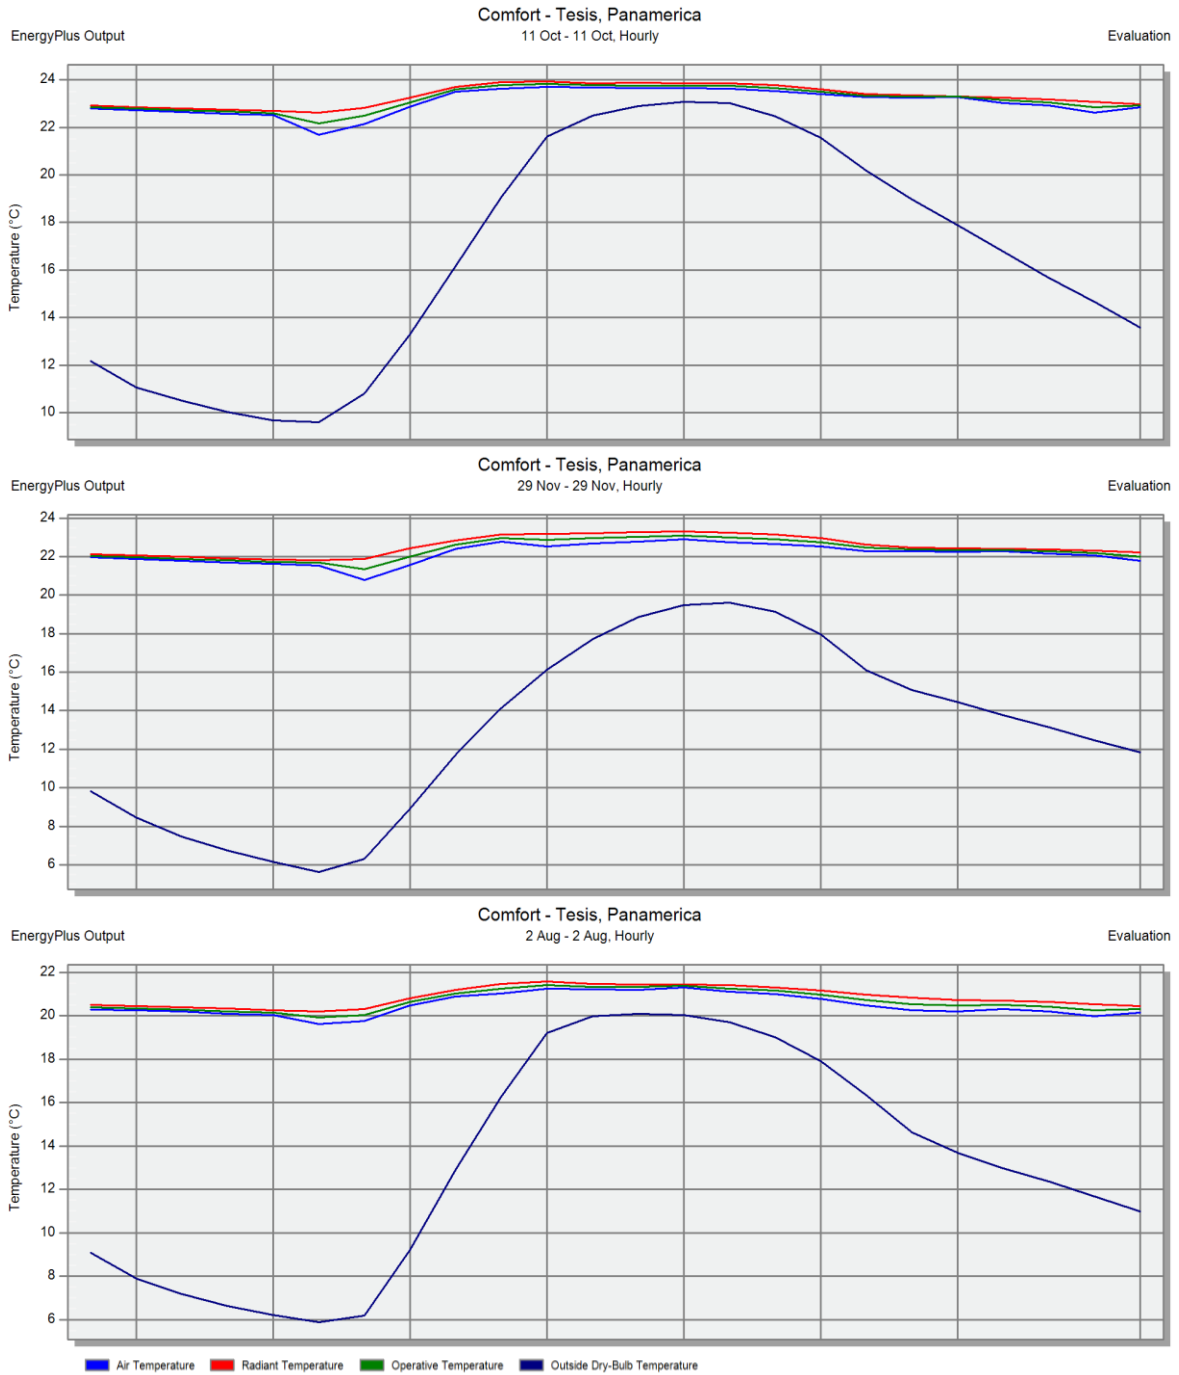 Comfort - Tesis, Panamerica
EnergyPlus Output 11 Oct - 11 Oct, Hourly Evaluation
24
22
20
18
16
14
12
10
Temperature (°C)
Comfort - Tesis, Panamerica
EnergyPlus Output 29 Nov - 29 Nov, Hourly Evaluation
24
22
20
18
16
14
12
10
8
6
Temperature (°C)
Comfort - Tesis, Panamerica
EnergyPlus Output 2 Aug - 2 Aug, Hourly Evaluation
22
20
18
16
14
12
10
8
6
Temperature (°C)
Air Temperature Radiant Temperature Operative Temperature Outside Dry-Bulb Temperature